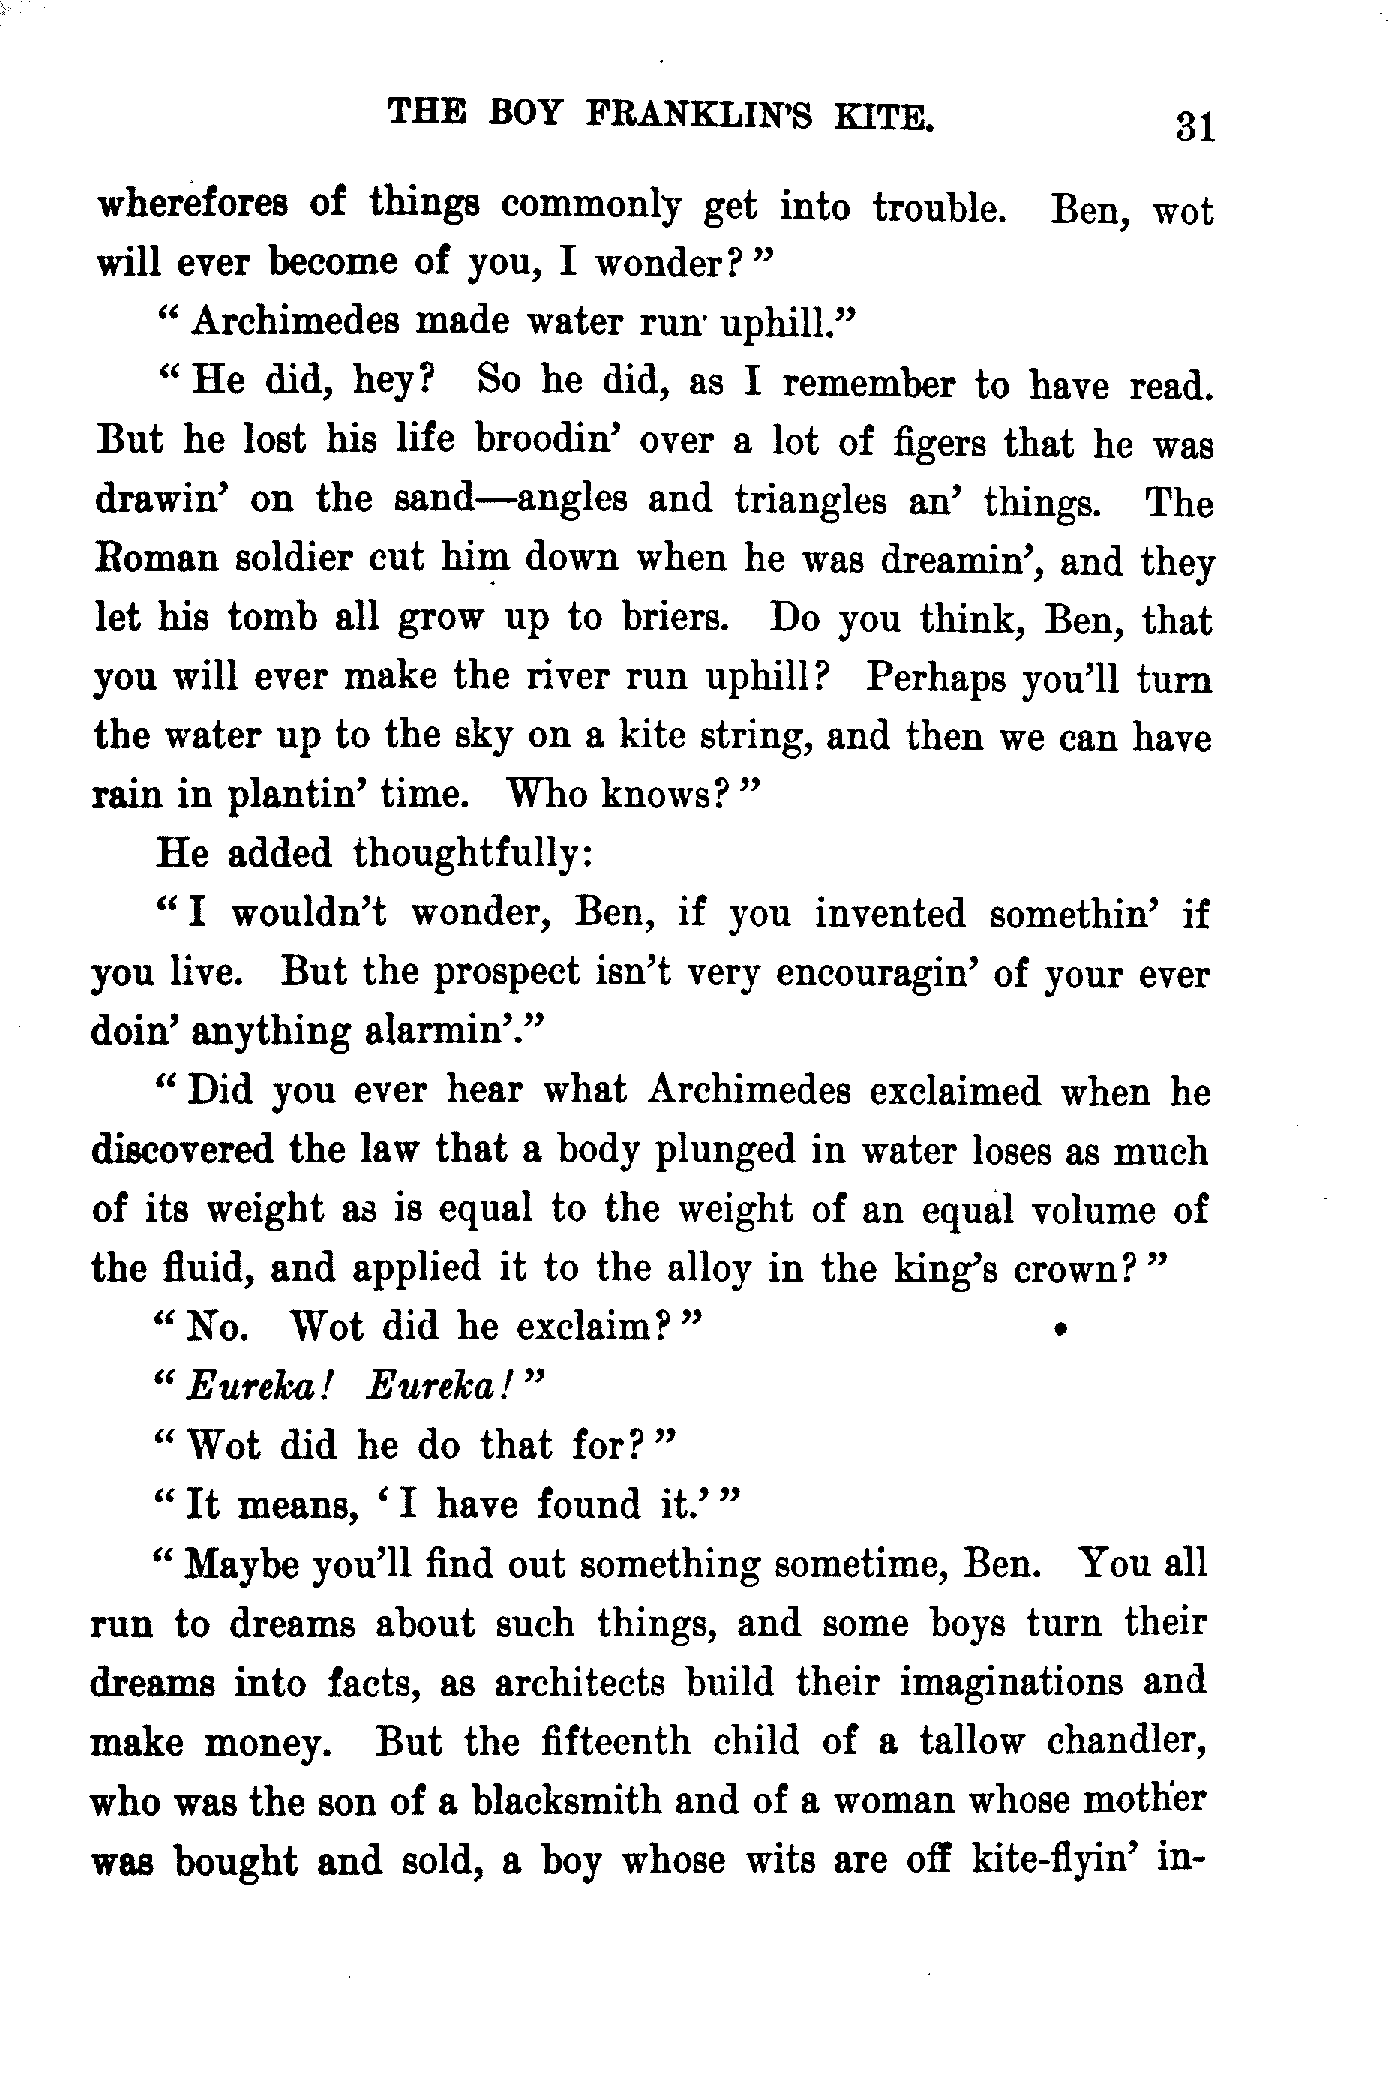 THE BOY FRANKLIN'S KITE. 31
wherefores of things commonly get into trouble. Ben, wot
will ever become of you, I wonder?"
"Archimedes made water run uphill."
"He did, hey? So he did, as I remember to have read.
But he lost his life broodin' over a lot of figers that he was
drawin' on the sand—angles and triangles an' things. The
Roman soldier cut him down when he was dreamin', and they
let his tomb all grow up to briers. Do you think, Ben, that
you will ever make the river run uphill? Perhaps you'll turn
the water up to the sky on a kite string, and then we can have
rain in plantin' time. Who knows?"
He added thoughtfully:
"I wouldn't wonder, Ben, if you invented somethin' if
you live. But the prospect isn't very encouragin' of your ever
doin' anything alarmin'."
"Did you ever hear what Archimedes exclaimed when he
discovered the law that a body plunged in water loses as much
of its weight as is equal to the weight of an equal volume of
the fluid, and applied it to the alloy in the king's crown?"
"No. Wot did he exclaim?"
"Eureka! Eureka!"
"Wot did he do that for?"
"It means, 'I have found it.'"
"Maybe you'll find out something sometime, Ben. You all
run to dreams about such things, and some boys turn their
dreams into facts, as architects build their imaginations and
make money. But the fifteenth child of a tallow chandler,
who was the son of a blacksmith and of a woman whose mother
was bought and sold, a boy whose wits are off kite-flyin' in-